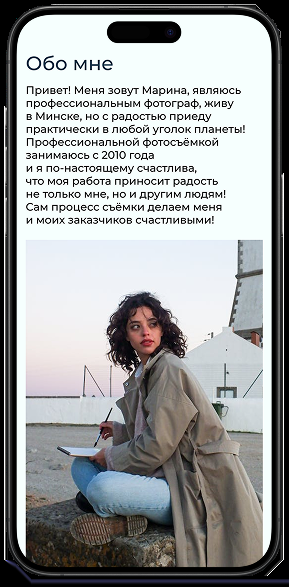 Обо мне
Привет! Меня зовут Марина, являюсь
профессиональным фотограф, живу
в Минске, но с радостью приеду
практически в любой уголок планеты!
Профессиональной фотосъёмкой
занимаюсь с 2010 года
и я по-настоящему счастлива,
что моя работа приносит радость
не только мне, но и другим людям!
Сам процесс съёмки делаем меня
и моих заказчиков счастливыми!